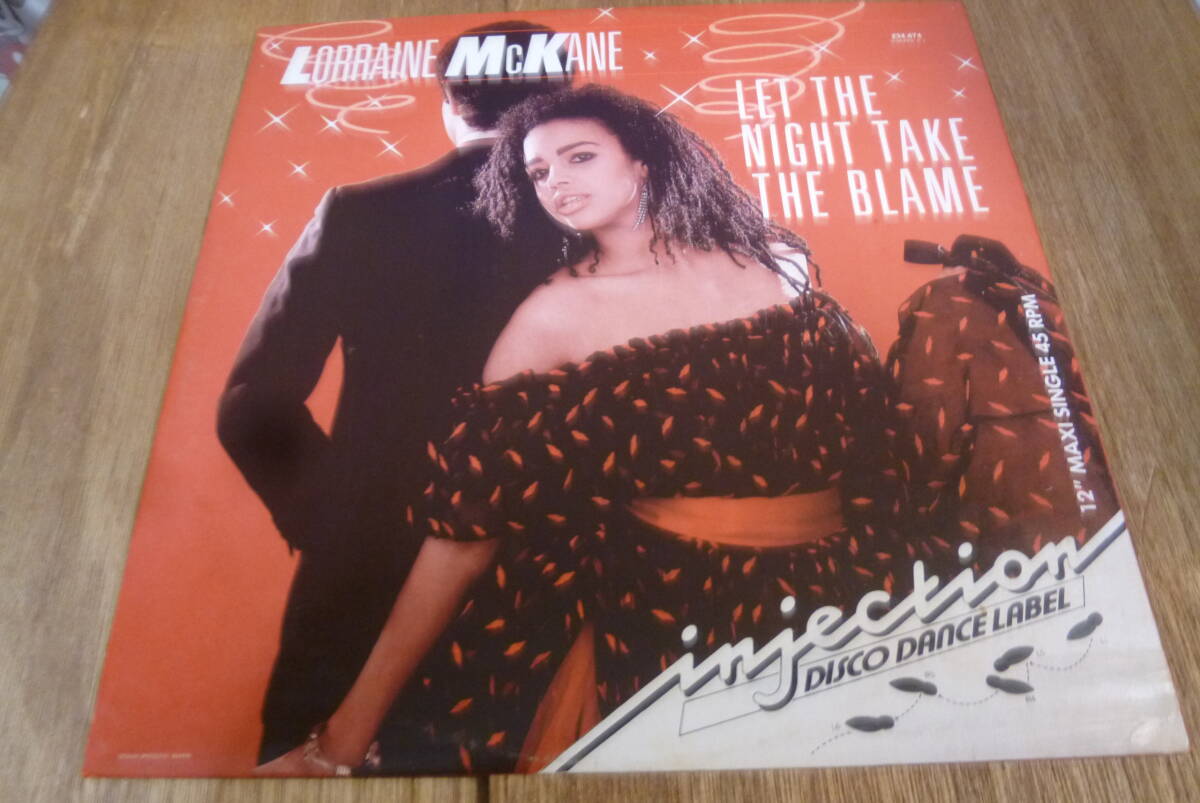 LORRAINE MCKANE
LET THE
NIGHT TAKE
THE BLAME
12" MAXI SINGLE 45 RPM
injection
DISCO DANCE LABEL